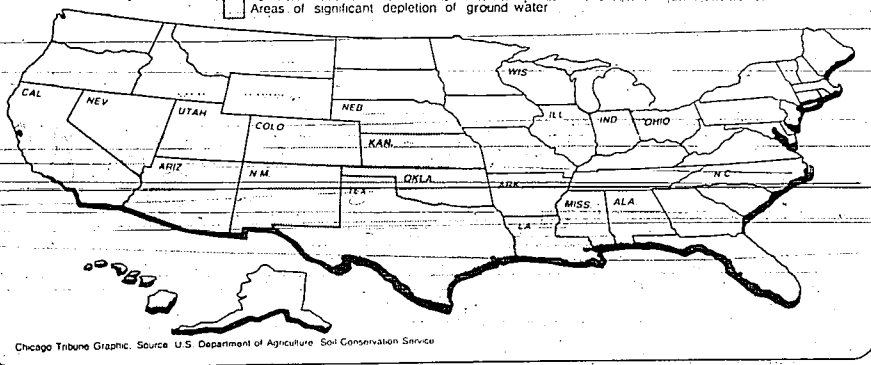 Areas of significant depletion of ground water
WIS
CAL
NEV
UTAH
NEB
ILL
IND
OHIO
COLO
KAN.
ARIZ
N.M.
OKLA.
TEX
ARK
N.C.
MISS.
ALA.
LA
Chicago Tribune Graphic, Source U.S. Department of Agriculture Soil Conservation Service